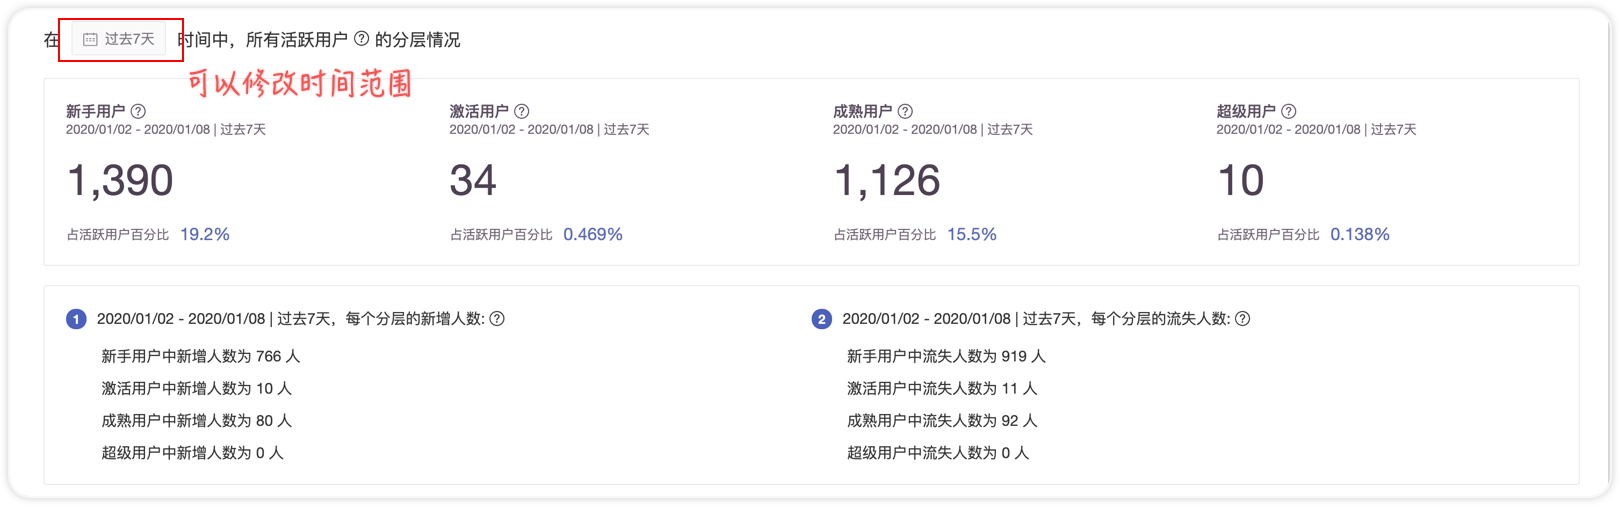 在 过去7天 时间中，所有活跃用户 ? 的分层情况
可以修改时间范围
新手用户 ?
2020/01/02 - 2020/01/08 | 过去7天
1,390
占活跃用户百分比 19.2%
激活用户 ?
2020/01/02 - 2020/01/08 | 过去7天
34
占活跃用户百分比 0.469%
成熟用户 ?
2020/01/02 - 2020/01/08 | 过去7天
1,126
占活跃用户百分比 15.5%
超级用户 ?
2020/01/02 - 2020/01/08 | 过去7天
10
占活跃用户百分比 0.138%
1 2020/01/02 - 2020/01/08 | 过去7天，每个分层的新增人数: ?
新手用户中新增人数为 766 人
激活用户中新增人数为 10 人
成熟用户中新增人数为 80 人
超级用户中新增人数为 0 人
2 2020/01/02 - 2020/01/08 | 过去7天，每个分层的流失人数: ?
新手用户中流失人数为 919 人
激活用户中流失人数为 11 人
成熟用户中流失人数为 92 人
超级用户中流失人数为 0 人